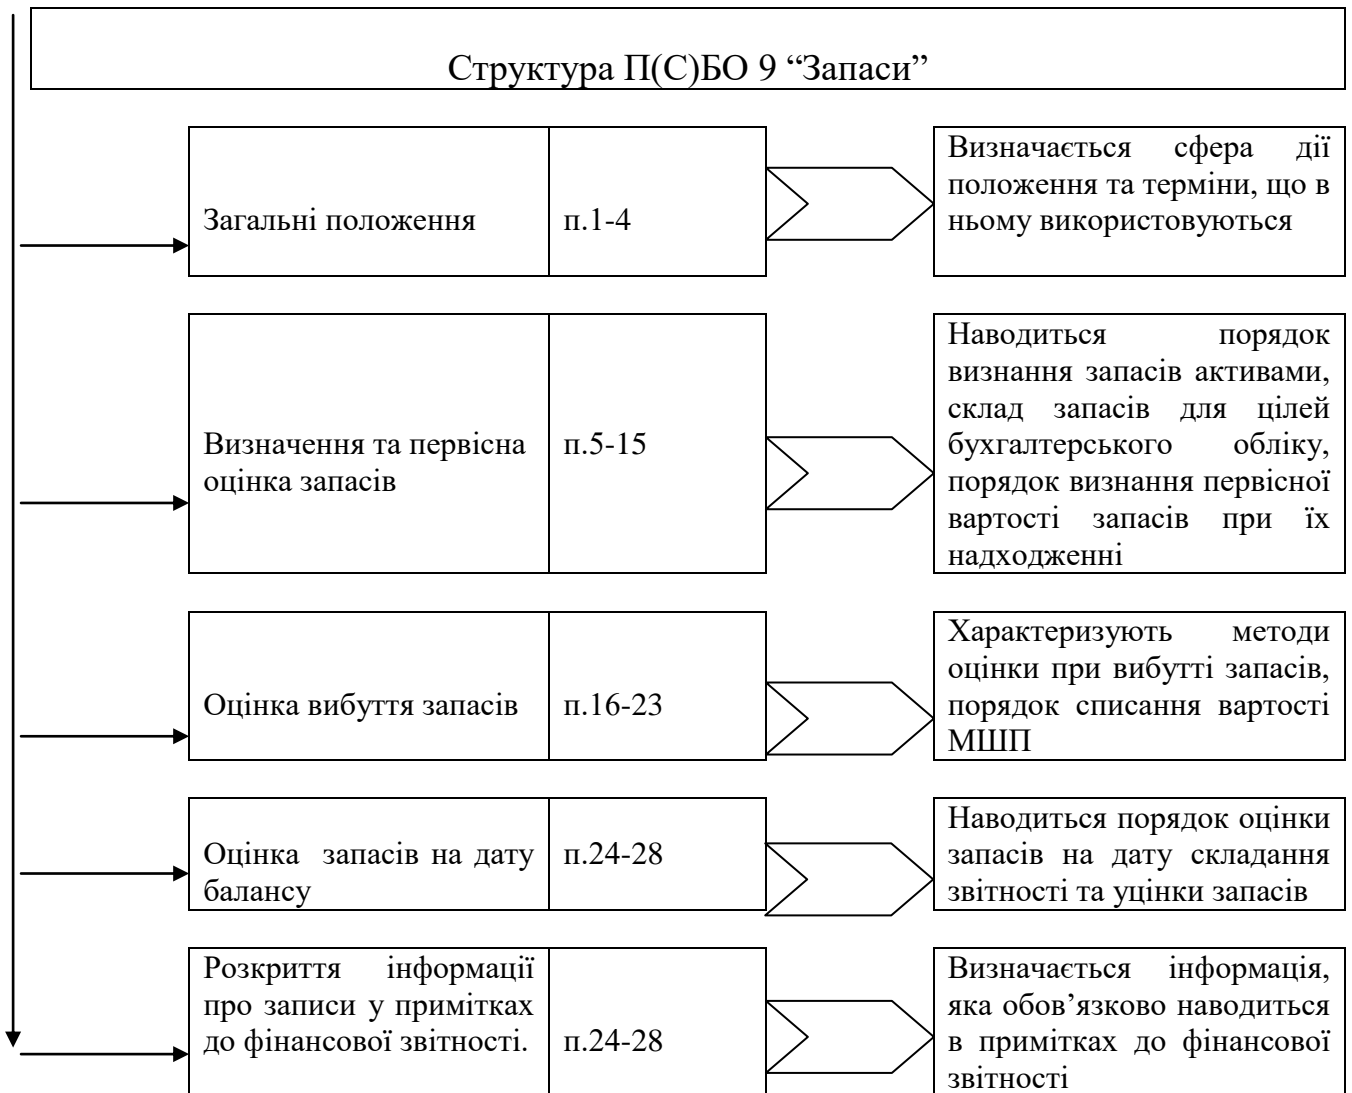 Структура П(С)БО 9 “Запаси”
Загальні положення
п.1-4
Визначається сфера дії
положення та терміни, що в
ньому використовуються
Визначення та первісна
оцінка запасів
п.5-15
Наводиться порядок
визнання запасів активами,
склад запасів для цілей
бухгалтерського обліку,
порядок визнання первісної
вартості запасів при їх
надходженні
Оцінка вибуття запасів
п.16-23
Характеризують методи
оцінки при вибутті запасів,
порядок списання вартості
МШП
Оцінка запасів на дату
балансу
п.24-28
Наводиться порядок оцінки
запасів на дату складання
звітності та уцінки запасів
Розкриття інформації
про записи у примітках
до фінансової звітності.
п.24-28
Визначається інформація,
яка обов’язково наводиться
в примітках до фінансової
звітності